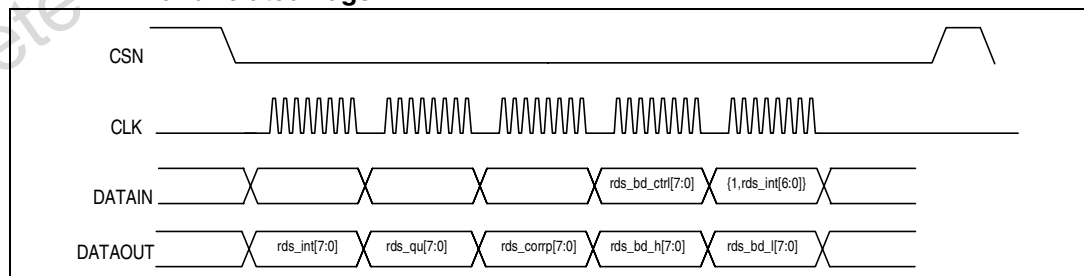 CSN
CLK
DATAIN rds_bd_ctrl[7:0] {1,rds_int[6:0]}
DATAOUT rds_int[7:0] rds_qu[7:0] rds_corrp[7:0] rds_bd_h[7:0] rds_bd_l[7:0]